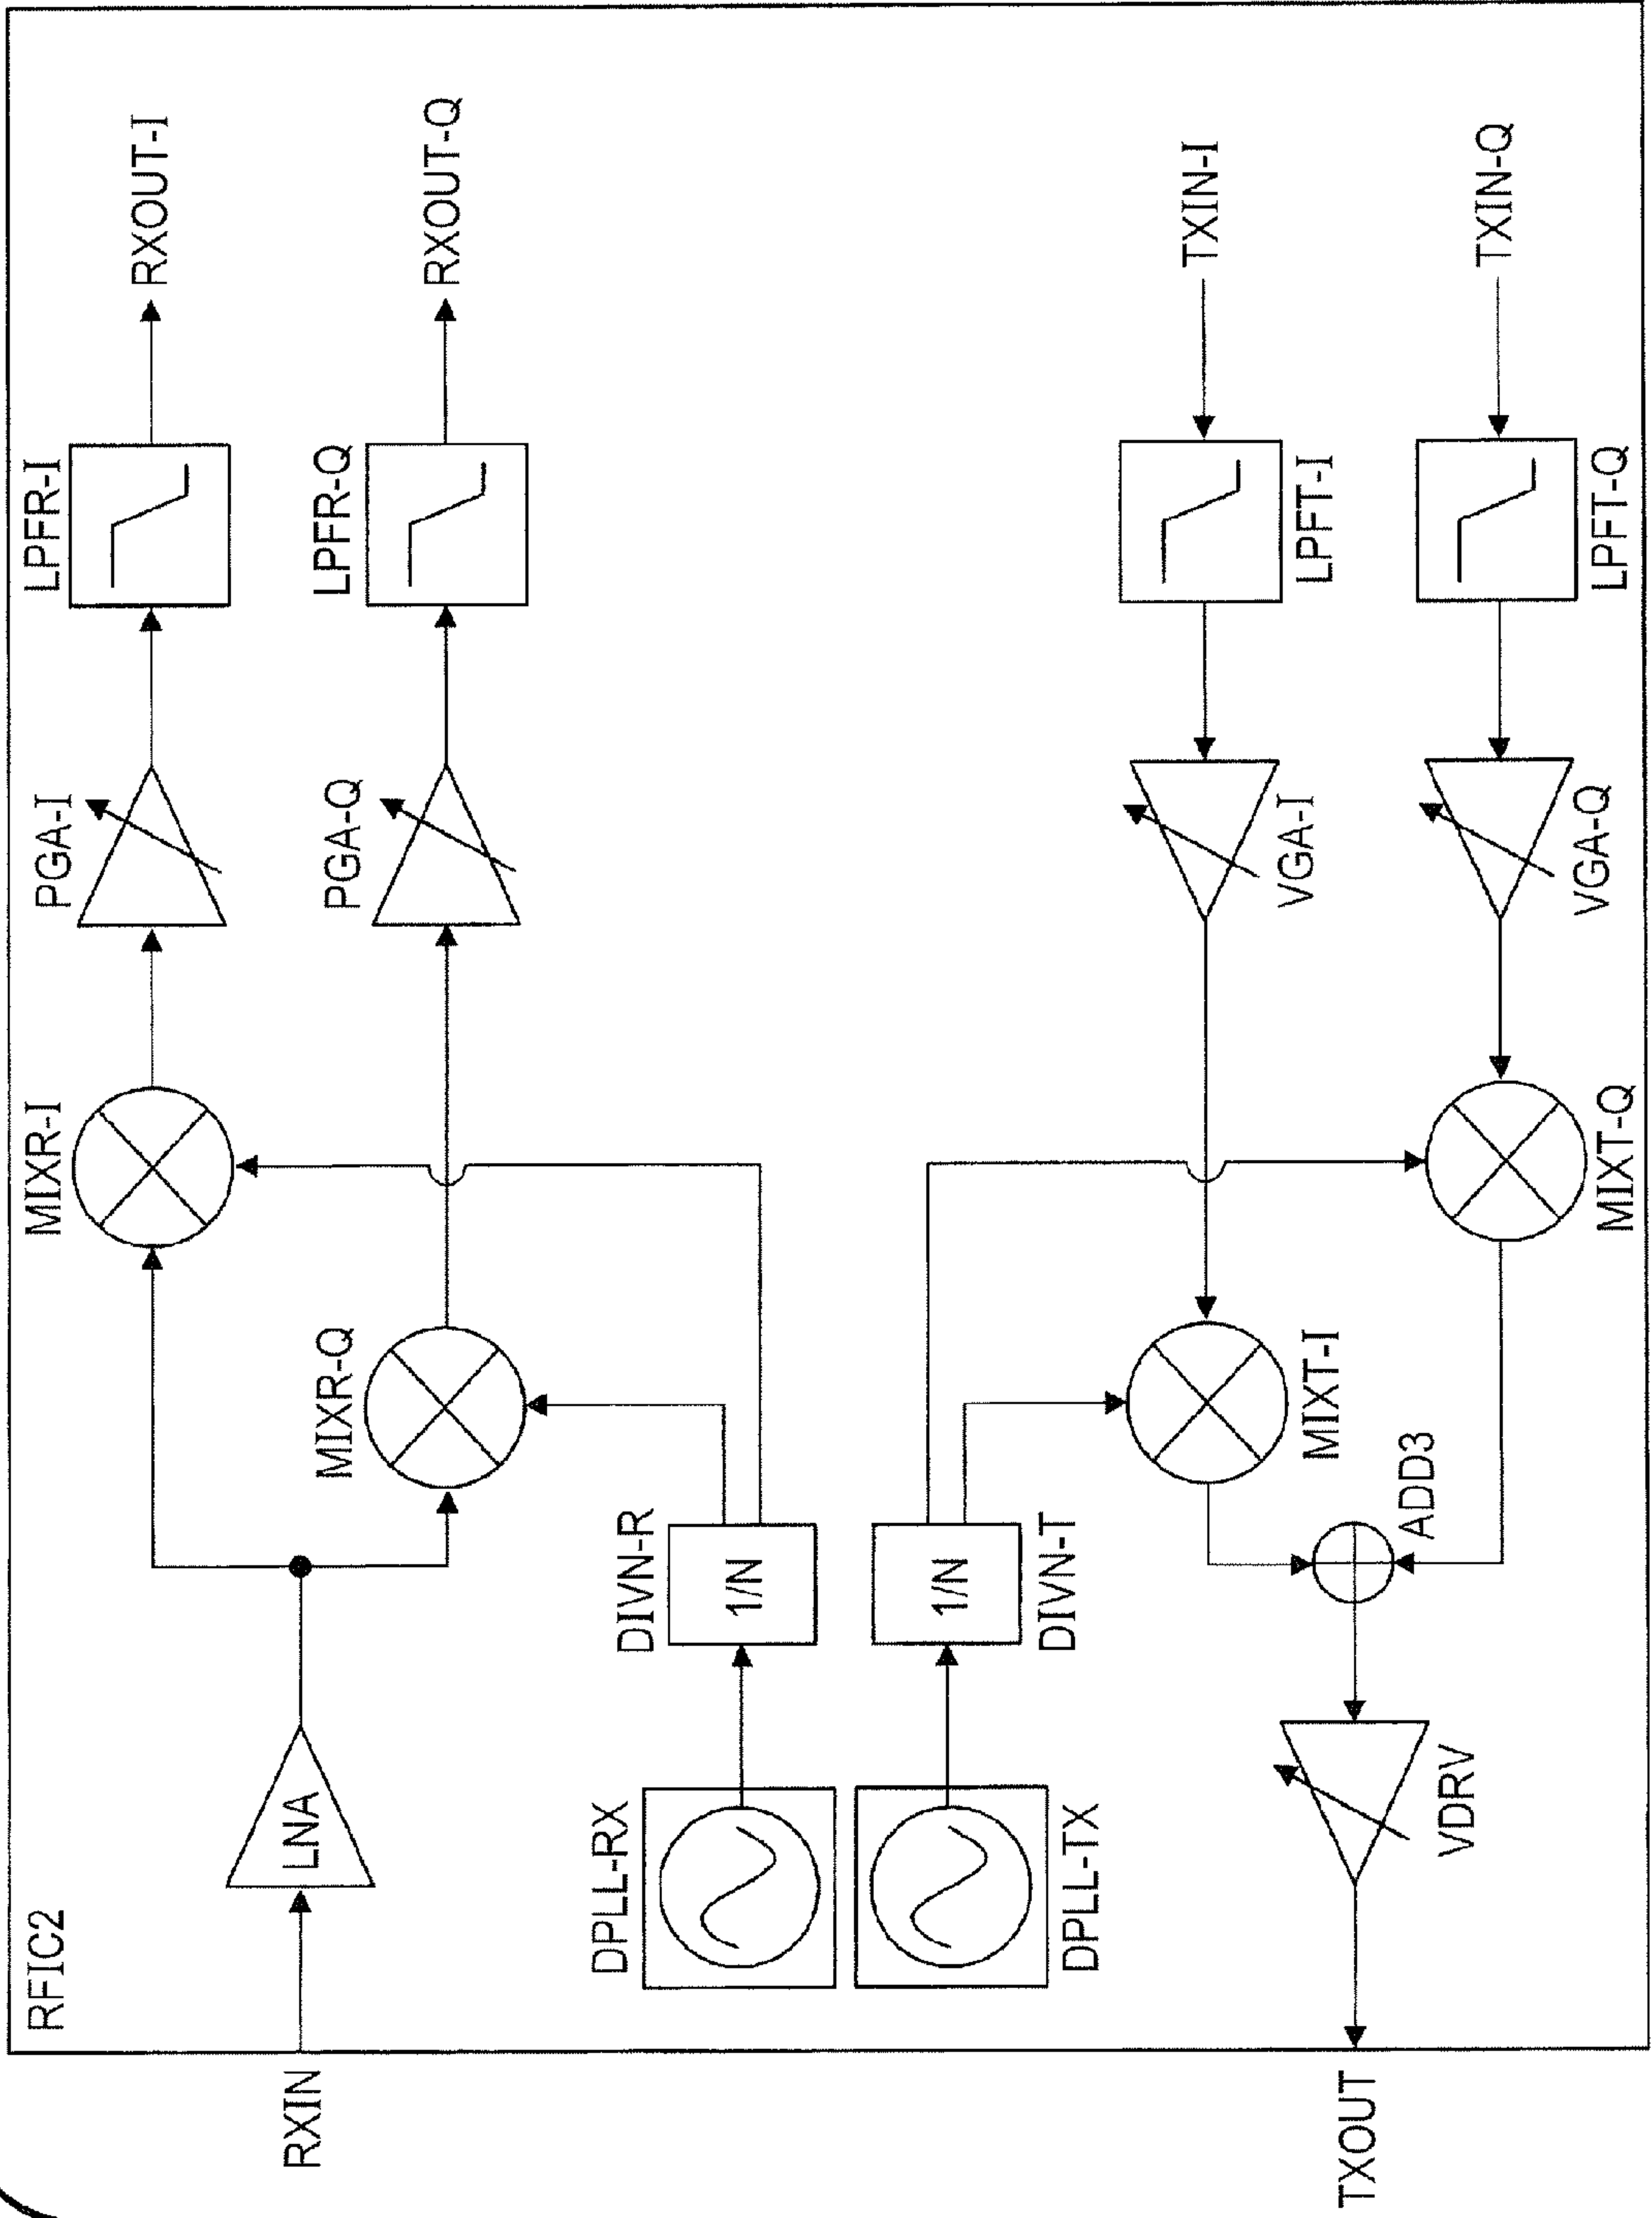 RFIC2
RXIN
LNA
MIXR-I
PGA-I
LPFR-I
RXOUT-I
MIXR-Q
PGA-Q
LPFR-Q
RXOUT-Q
DPLL-RX
DIVN-R
1/N
DPLL-TX
DIVN-T
1/N
TXIN-I
LPFT-I
VGA-I
MIXT-I
TXIN-Q
LPFT-Q
VGA-Q
MIXT-Q
ADD3
VDRV
TXOUT